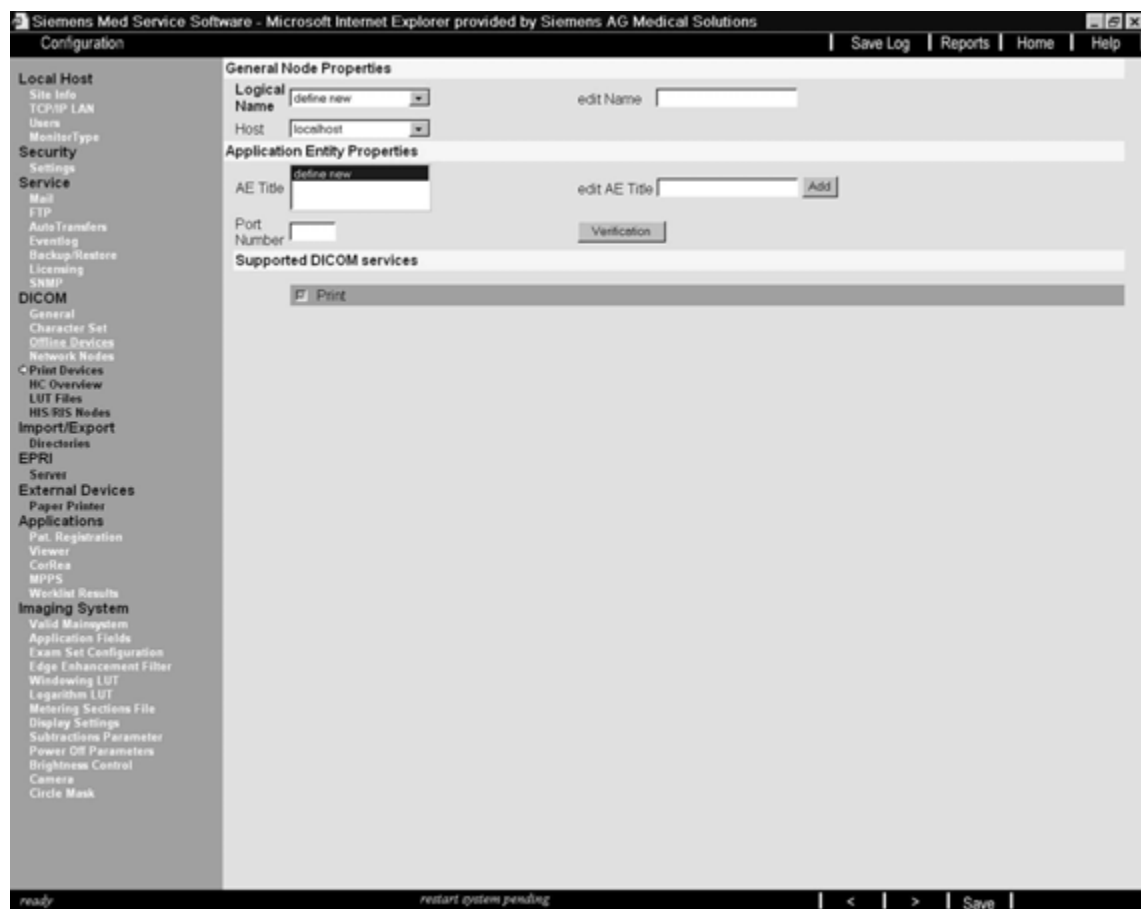 Siemens Med Service Software - Microsoft Internet Explorer provided by Siemens AG Medical Solutions
Configuration
Save Log
Reports
Home
Help
Local Host
Site Info
TCP/IP LAN
Users
MonitorType
Security
Settings
Service
Mail
FTP
AutoTransfers
Eventlog
Backup/Restore
Licensing
SNMP
DICOM
General
Character Set
Offline Devices
Network Nodes
Print Devices
HC Overview
LUT Files
HIS/RIS Nodes
Import/Export
Directories
EPRI
Server
External Devices
Paper Printer
Applications
Pat. Registration
Viewer
CorRea
MPPS
Worklist Results
Imaging System
Valid Mainsystem
Application Fields
Exam Set Configuration
Edge Enhancement Filter
Windowing LUT
Logarithm LUT
Metering Sections File
Display Settings
Subtractions Parameter
Power Off Parameters
Brightness Control
Camera
Circle Mask
General Node Properties
Logical
Name
define new
edit Name
Host
localhost
Application Entity Properties
AE Title
define new
edit AE Title
Add
Port
Number
Verification
Supported DICOM services
Print
ready
restart system pending
<
>
Save